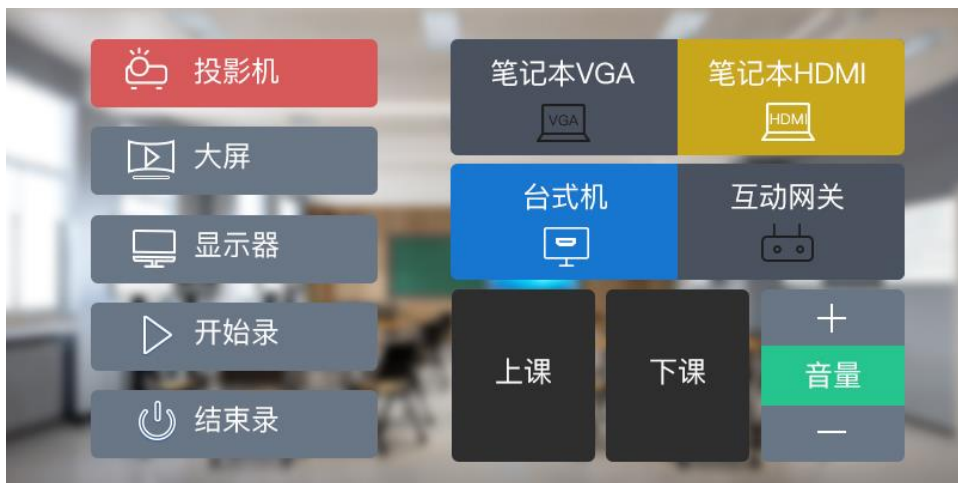 投影机
大屏
显示器
开始录
结束录
笔记本VGA
VGA
笔记本HDMI
HDMI
台式机
互动网关
上课
下课
+
音量
−